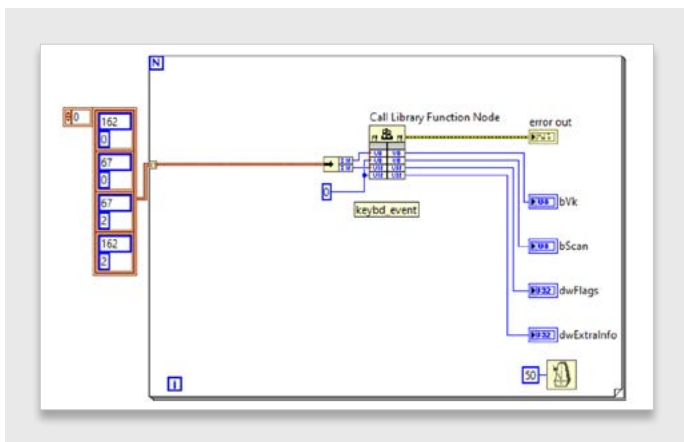 N
Call Library Function Node
error out
0
162
0
67
0
67
2
162
2
0
keybd_event
bVk
bScan
dwFlags
dwExtraInfo
50
i